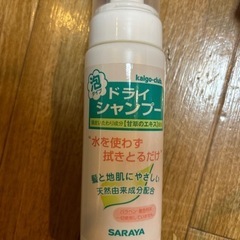 kaigo-club
泡
ドライ
シャンプー
【甘草のエキス】
"水を使わず
拭きとるだけ"
髪と地肌にやさしい
天然由来成分配合
SARAYA